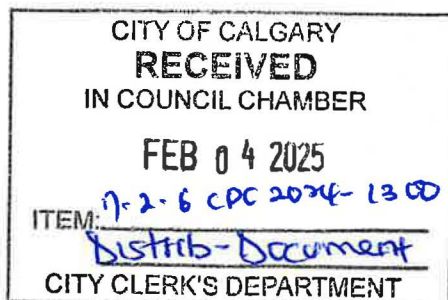 CITY OF CALGARY
RECEIVED
IN COUNCIL CHAMBER
FEB 04 2025
7.2.6 CPC 2024-1300
ITEM:
Distrib-Document
CITY CLERK'S DEPARTMENT